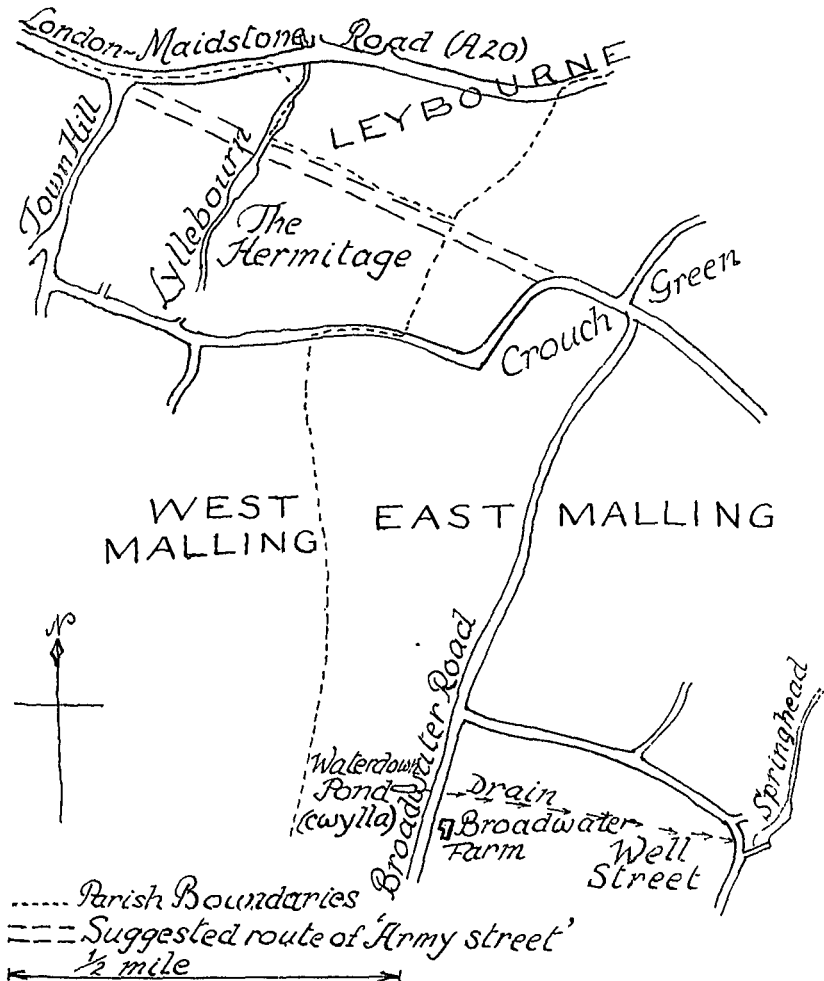 London-Maidstone Road (A20)
LEYBOURNE
Town Hill
Lyllebourn
The
Hermitage
Crouch Green
WEST
MALLING
EAST MALLING
N
Broadwater Road
Springhead
Waterdown
Pond
(cwylla)
Drain
Broadwater
Farm
Well
Street
Parish Boundaries
Suggested route of 'Army street'
½ mile